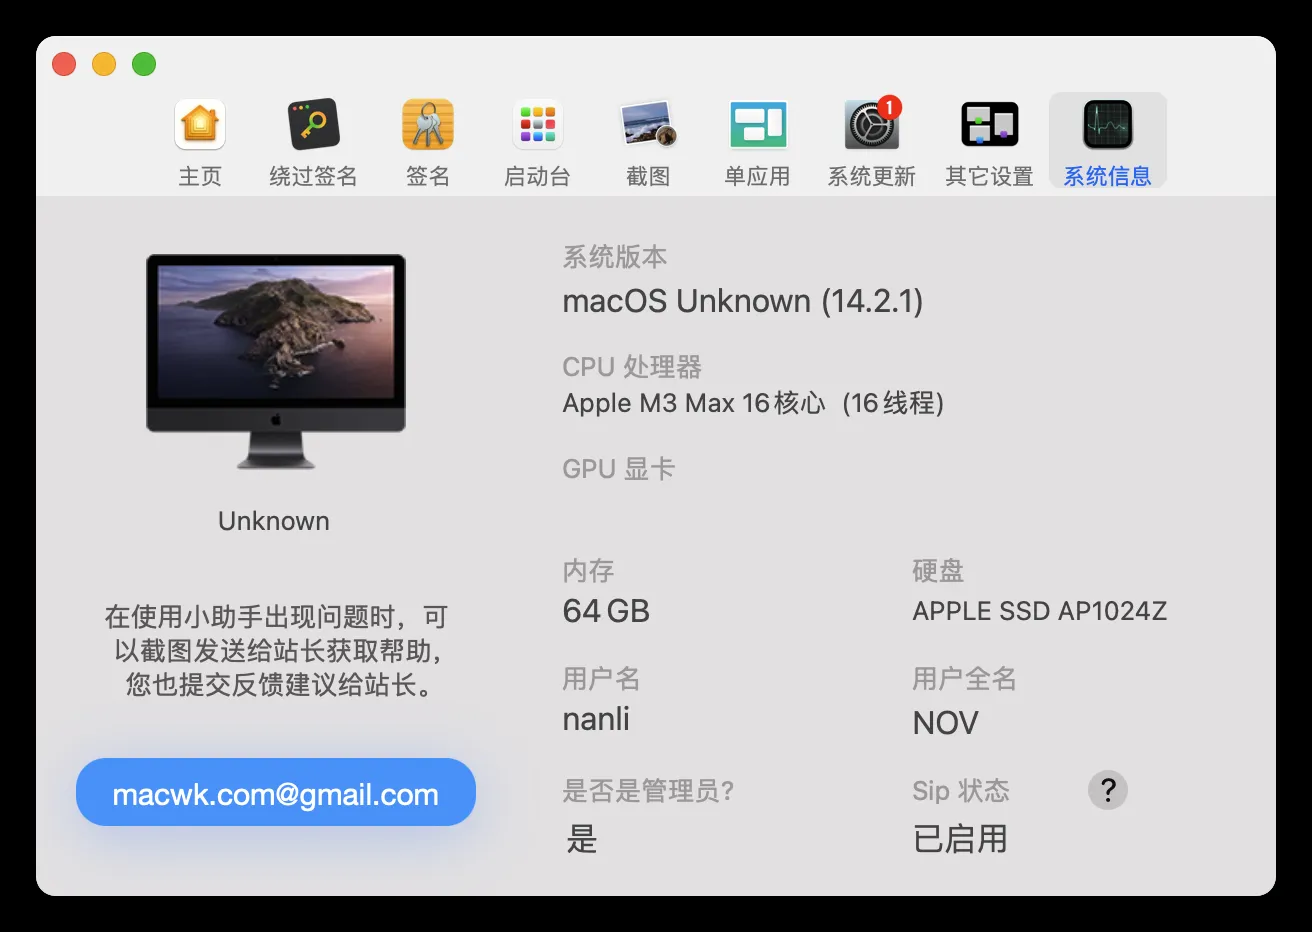 1
主页
绕过签名
签名
启动台
截图
单应用
系统更新
其它设置
系统信息
Unknown
在使用小助手出现问题时，可
以截图发送给站长获取帮助，
您也提交反馈建议给站长。
macwk.com@gmail.com
系统版本
macOS Unknown (14.2.1)
CPU 处理器
Apple M3 Max 16核心（16线程）
GPU 显卡
内存
64 GB
硬盘
APPLE SSD AP1024Z
用户名
nanli
用户全名
NOV
是否是管理员?
是
Sip 状态
?
已启用